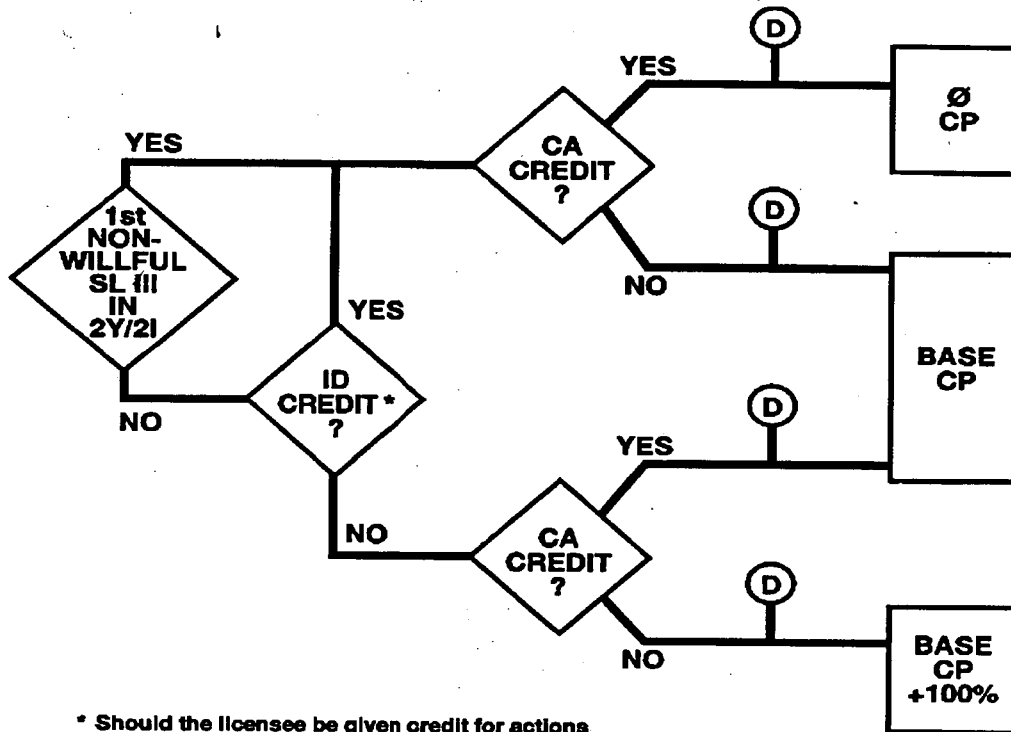 D
YES
Ø
CP
YES
CA
CREDIT
?
1st
NON-
WILLFUL
SL III
IN
2Y/2I
D
NO
YES
BASE
CP
ID
CREDIT *
?
D
NO
YES
NO
CA
CREDIT
?
D
NO
BASE
CP
+100%
* Should the licensee be given credit for actions